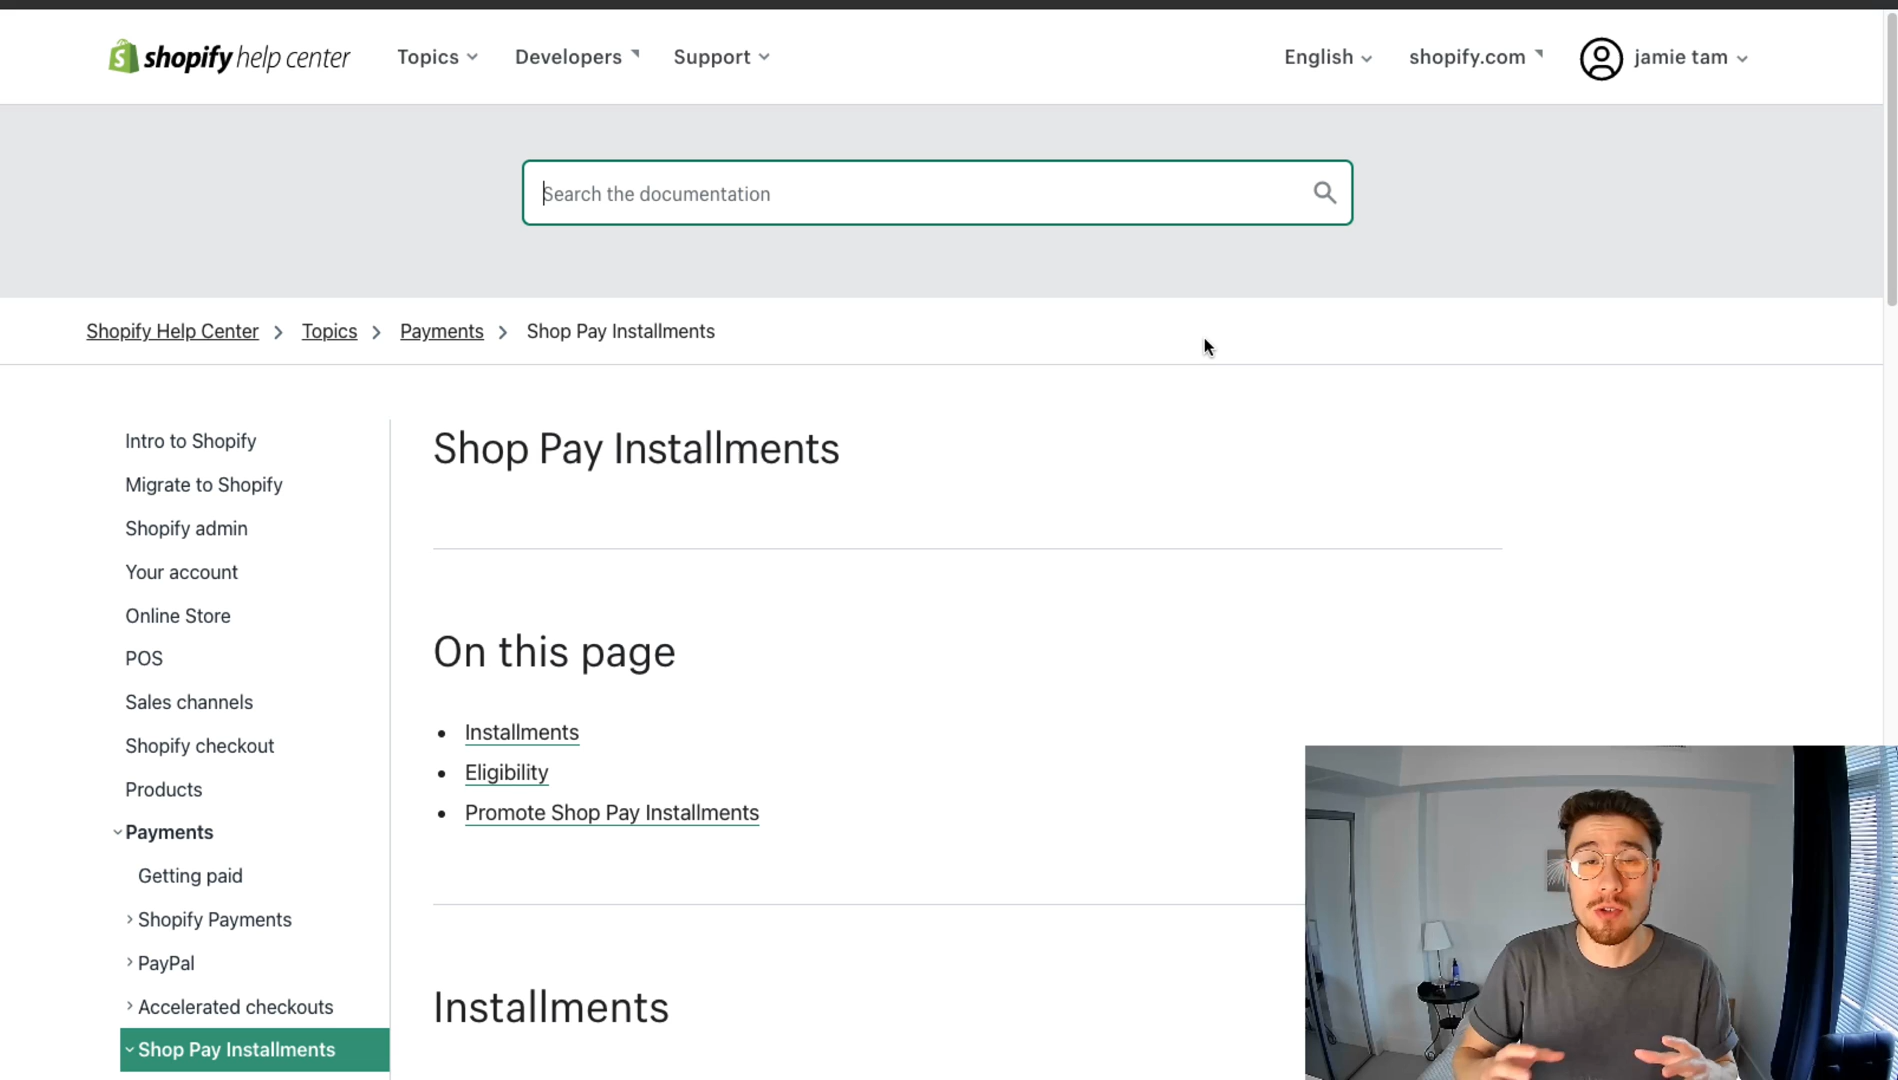 shopify help center
Topics
Developers
Support
English
shopify.com
jamie tam
Search the documentation
Shopify Help Center
Topics
Payments
Shop Pay Installments
Intro to Shopify
Migrate to Shopify
Shopify admin
Your account
Online Store
POS
Sales channels
Shopify checkout
Products
Payments
Getting paid
Shopify Payments
PayPal
Accelerated checkouts
Shop Pay Installments
Shop Pay Installments
On this page
Installments
Eligibility
Promote Shop Pay Installments
Installments